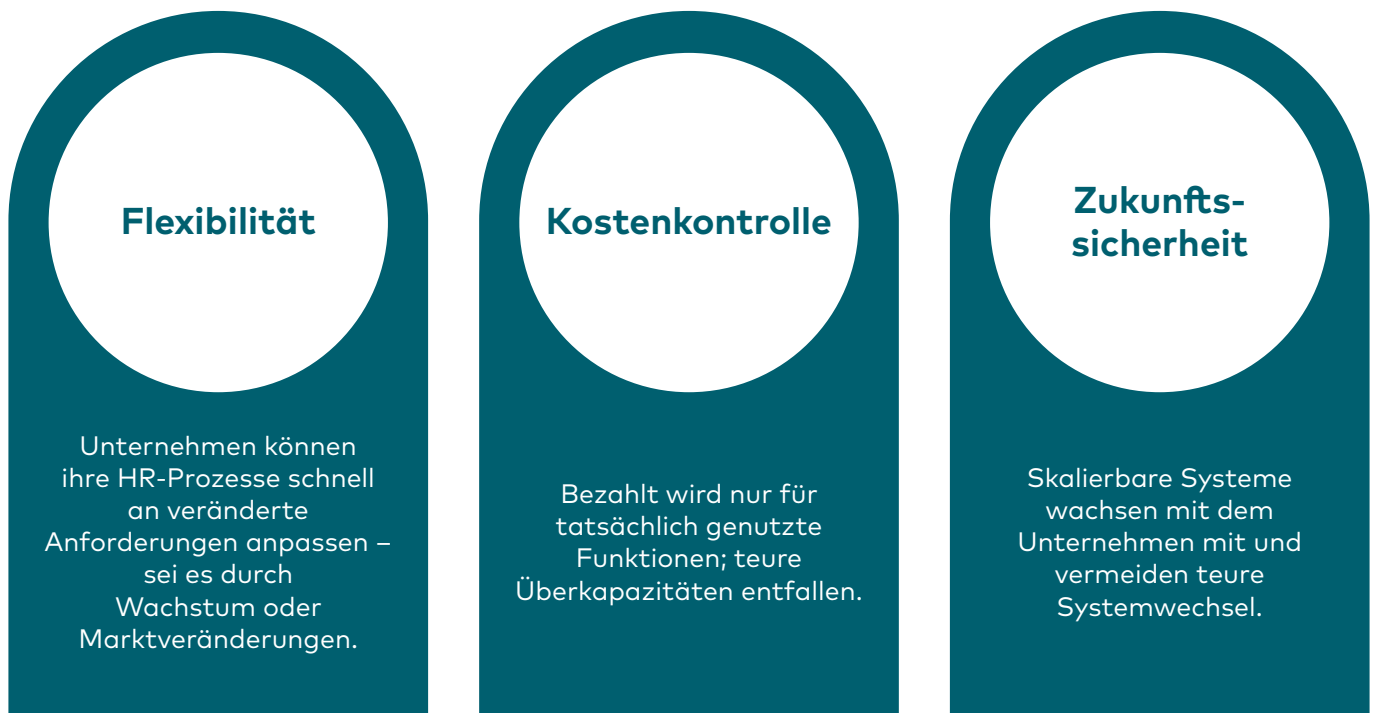 Flexibilität
Unternehmen können
ihre HR-Prozesse schnell
an veränderte
Anforderungen anpassen –
sei es durch
Wachstum oder
Marktveränderungen.
Kostenkontrolle
Bezahlt wird nur für
tatsächlich genutzte
Funktionen; teure
Überkapazitäten entfallen.
Zukunfts-
sicherheit
Skalierbare Systeme
wachsen mit dem
Unternehmen mit und
vermeiden teure
Systemwechsel.